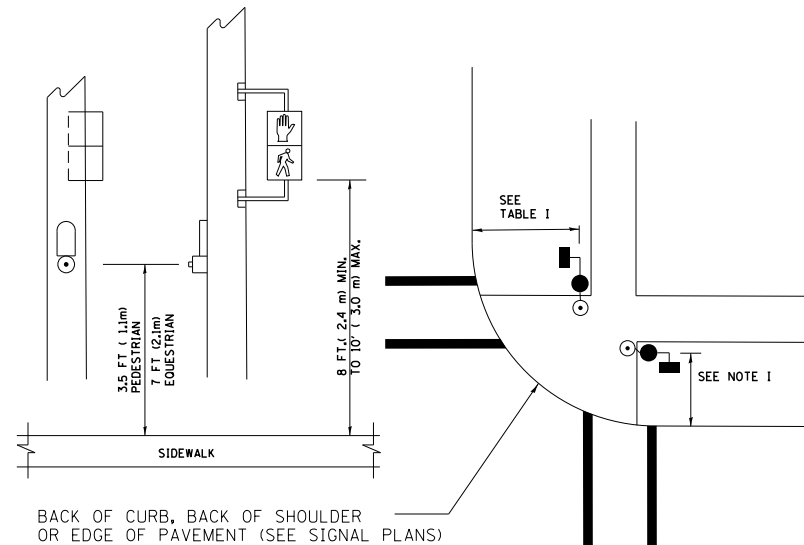 SEE
TABLE I
3.5 FT ( 1.1m)
PEDESTRIAN
7 FT (2.1m)
EQUESTRIAN
8 FT.( 2.4 m) MIN.
TO 10' ( 3.0 m) MAX.
SEE NOTE I
SIDEWALK
BACK OF CURB, BACK OF SHOULDER
OR EDGE OF PAVEMENT (SEE SIGNAL PLANS)